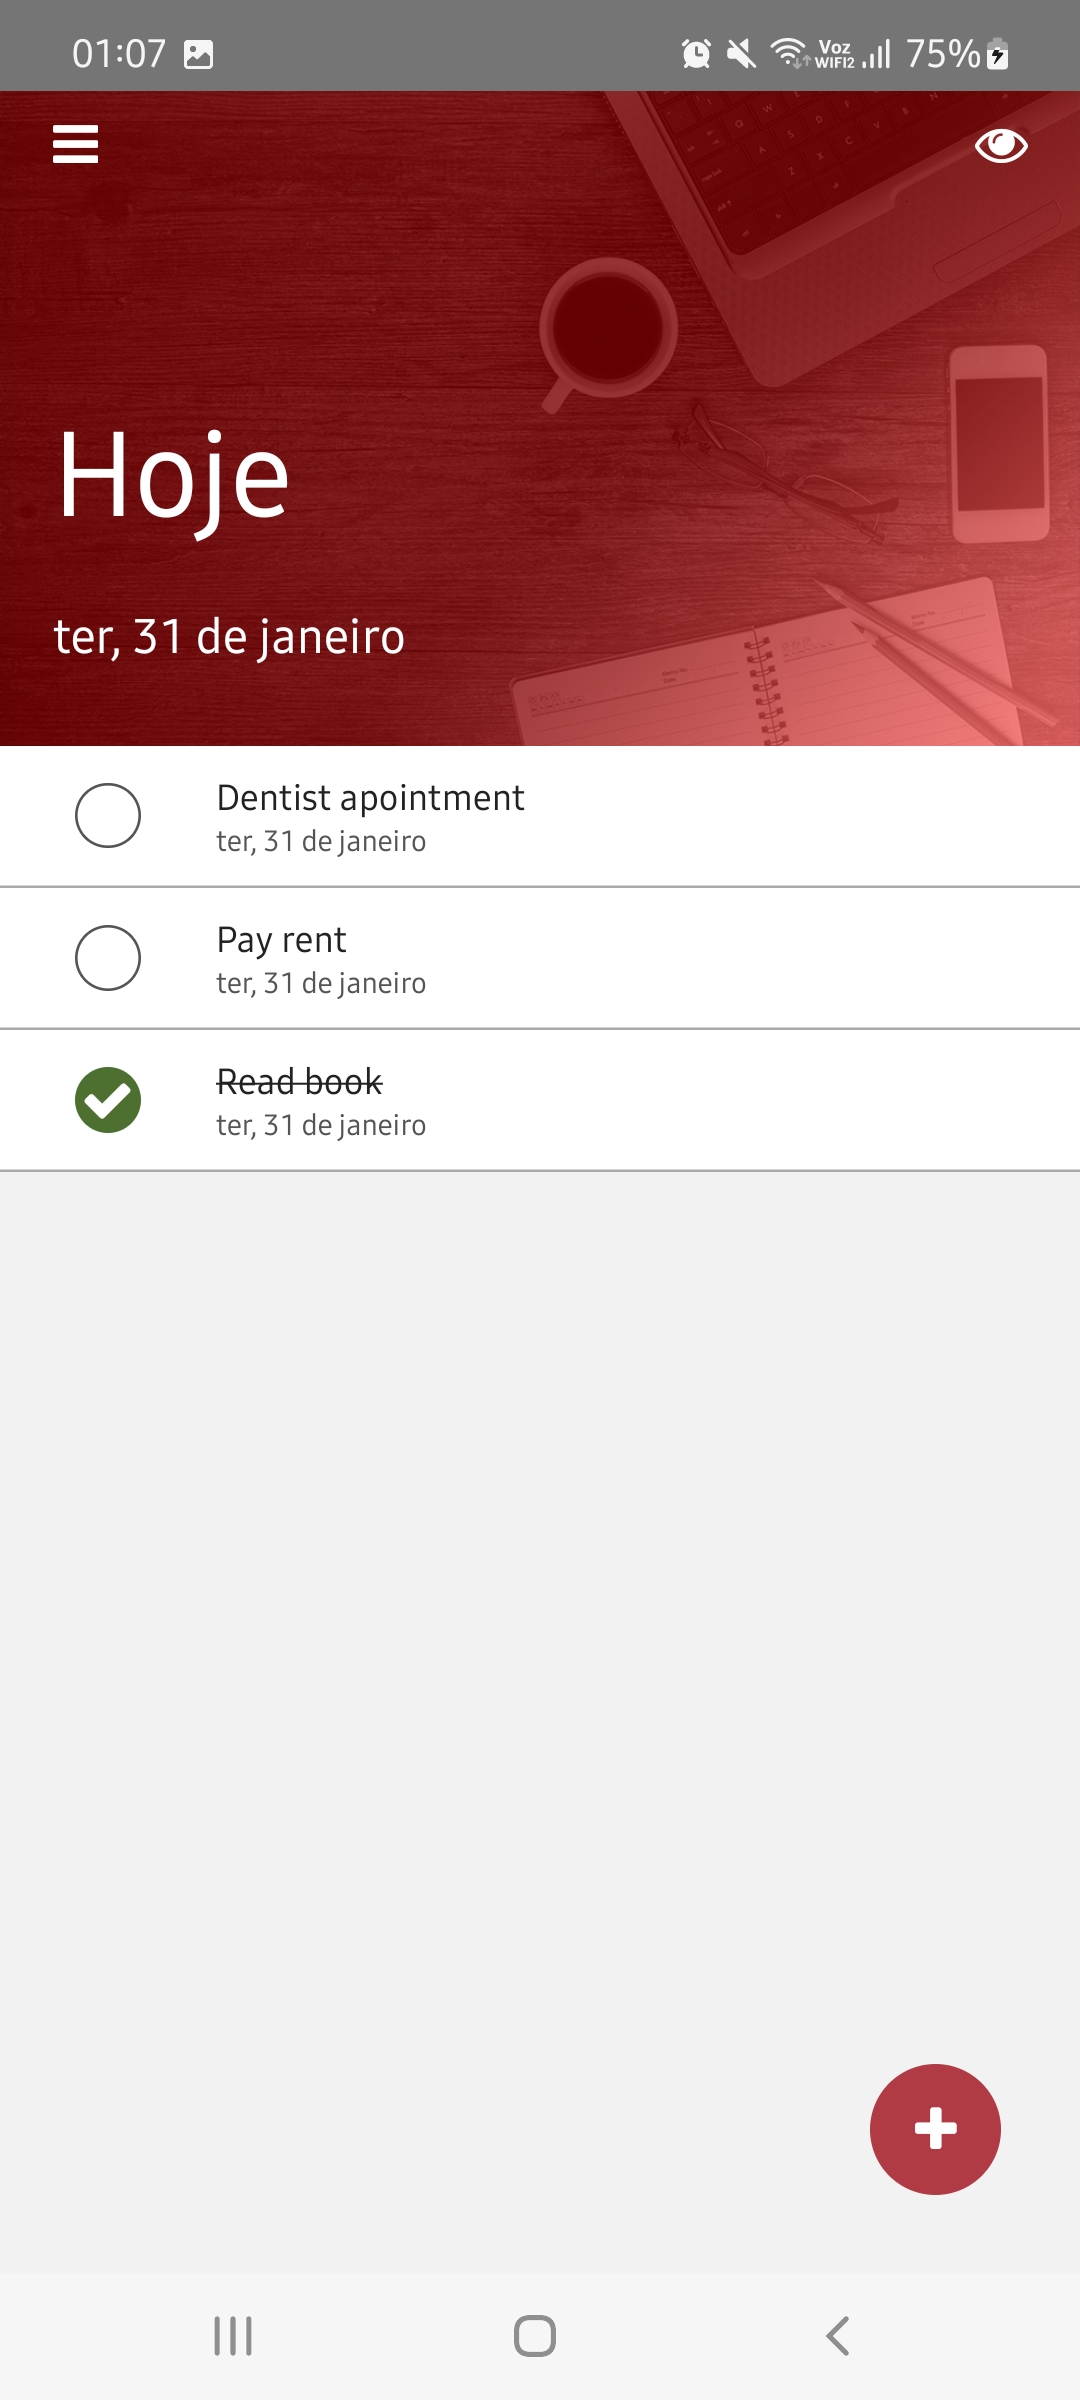 01:07 Voz WIFI2 75%
Hoje
ter, 31 de janeiro
Dentist apointment
ter, 31 de janeiro
Pay rent
ter, 31 de janeiro
Read book
ter, 31 de janeiro